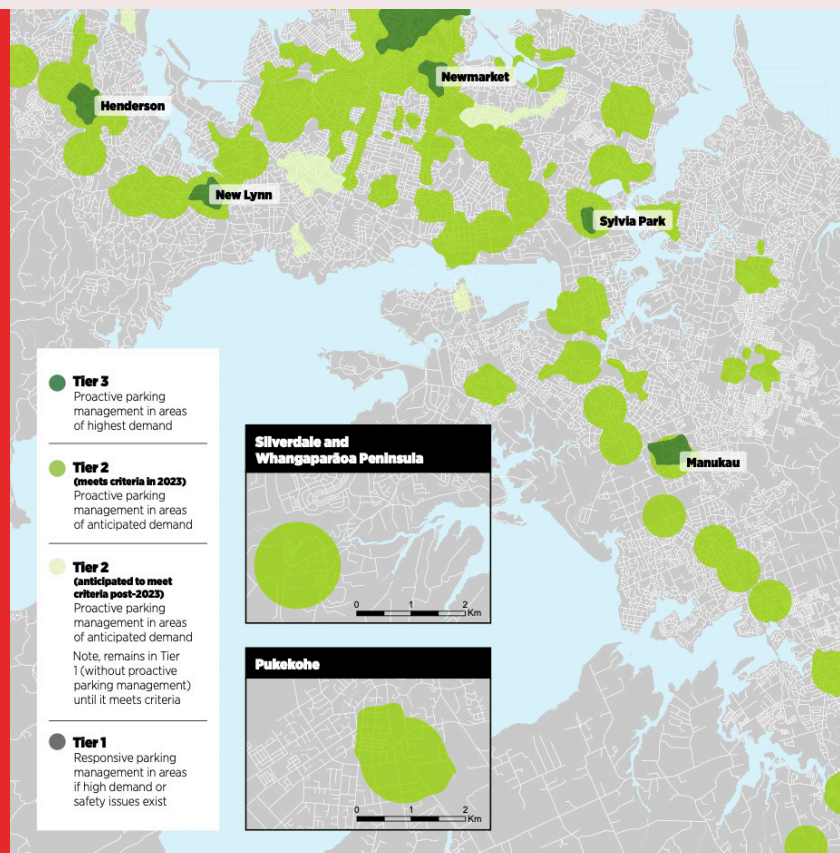 Henderson
Newmarket
New Lynn
Sylvia Park
Manukau
Tier 3
Proactive parking
management in areas
of highest demand
Tier 2
(meets criteria in 2023)
Proactive parking
management in areas
of anticipated demand
Tier 2
(anticipated to meet
criteria post-2023)
Proactive parking
management in areas
of anticipated demand
Note, remains in Tier
1 (without proactive
parking management)
until it meets criteria
Tier 1
Responsive parking
management in areas
if high demand or
safety issues exist
Silverdale and
Whangaparāoa Peninsula
0 1 2
Km
Pukekohe
0 1 2
Km